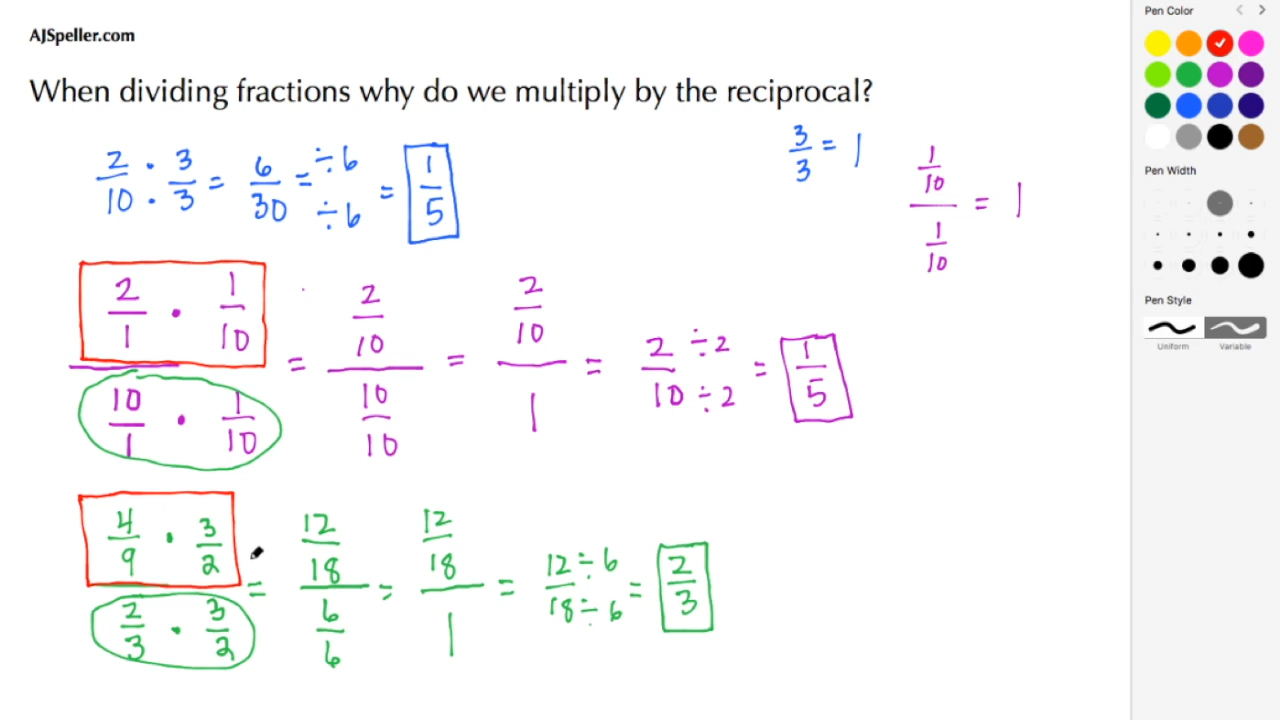 AJSpeller.com
Pen Color
When dividing fractions why do we multiply by the reciprocal?
2/10 · 3/3 = 6/30 = ÷6/÷6 = 1/5
3/3 = 1
(1/10)/(1/10) = 1
Pen Width
(2/1 · 1/10)/(10/1 · 1/10) = (2/10)/(10/10) = (2/10)/1 = 2÷2/10÷2 = 1/5
Pen Style
Uniform Variable
(4/9 · 3/2)/(2/3 · 3/2) = (12/18)/(6/6) = (12/18)/1 = 12÷6/18÷6 = 2/3